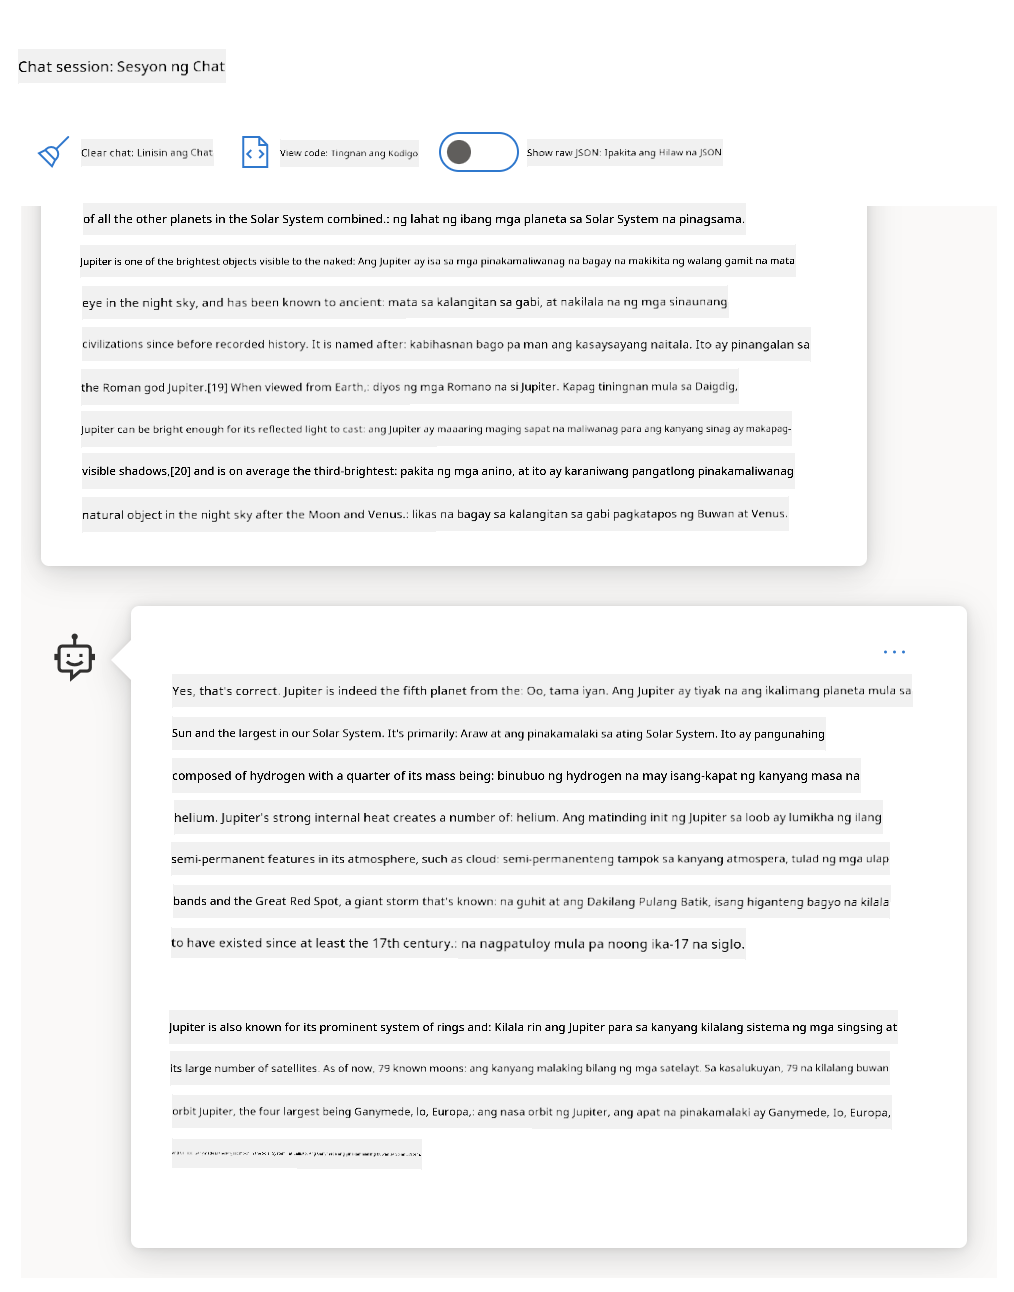 Chat session: Sesyon ng Chat
Clear chat: Linisin ang Chat
View code: Tingnan ang Kodigo
Show raw JSON: Ipakita ang Hilaw na JSON
of all the other planets in the Solar System combined.: ng lahat ng ibang mga planeta sa Solar System na pinagsama.
Jupiter is one of the brightest objects visible to the naked: Ang Jupiter ay isa sa mga pinakamaliwanag na bagay na makikita ng walang gamit na mata
eye in the night sky, and has been known to ancient: mata sa kalangitan sa gabi, at nakilala na ng mga sinaunang
civilizations since before recorded history. It is named after: kabihasnan bago pa man ang kasaysayang naitala. Ito ay pinangalan sa
the Roman god Jupiter.[19] When viewed from Earth,: diyos ng mga Romano na si Jupiter. Kapag tiningnan mula sa Daigdig,
Jupiter can be bright enough for its reflected light to cast: ang Jupiter ay maaaring maging sapat na maliwanag para ang kanyang sinag ay makapag-
visible shadows,[20] and is on average the third-brightest: pakita ng mga anino, at ito ay karaniwang pangatlong pinakamaliwanag
natural object in the night sky after the Moon and Venus.: likas na bagay sa kalangitan sa gabi pagkatapos ng Buwan at Venus.
Yes, that's correct. Jupiter is indeed the fifth planet from the: Oo, tama iyan. Ang Jupiter ay tiyak na ang ikalimang planeta mula sa
Sun and the largest in our Solar System. It's primarily: Araw at ang pinakamalaki sa ating Solar System. Ito ay pangunahing
composed of hydrogen with a quarter of its mass being: binubuo ng hydrogen na may isang-kapat ng kanyang masa na
helium. Jupiter's strong internal heat creates a number of: helium. Ang matinding init ng Jupiter sa loob ay lumikha ng ilang
semi-permanent features in its atmosphere, such as cloud: semi-permanenteng tampok sa kanyang atmospera, tulad ng mga ulap
bands and the Great Red Spot, a giant storm that's known: na guhit at ang Dakilang Pulang Batik, isang higanteng bagyo na kilala
to have existed since at least the 17th century.: na nagpatuloy mula pa noong ika-17 na siglo.
Jupiter is also known for its prominent system of rings and: Kilala rin ang Jupiter para sa kanyang kilalang sistema ng mga singsing at
its large number of satellites. As of now, 79 known moons: ang kanyang malaking bilang ng mga satelayt. Sa kasalukuyan, 79 na kilalang buwan
orbit Jupiter, the four largest being Ganymede, Io, Europa,: ang nasa orbit ng Jupiter, ang apat na pinakamalaki ay Ganymede, Io, Europa,